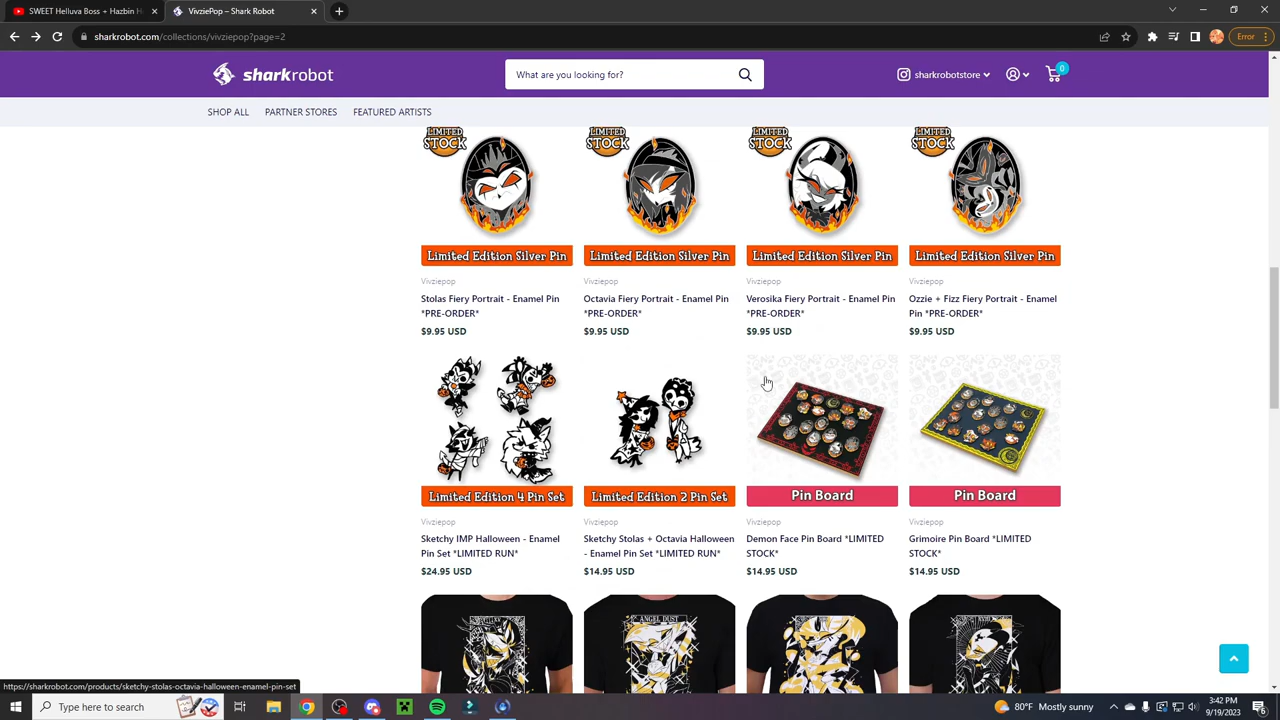 SWEET Helluva Boss + Hazbin H
VivziePop – SharkRobot
sharkrobot.com/collections/vivziepop?page=2
Error
sharkrobot
What are you looking for?
sharkrobotstore
0
SHOP ALL PARTNER STORES FEATURED ARTISTS
LIMITED STOCK LIMITED STOCK LIMITED STOCK LIMITED STOCK
Limited Edition Silver Pin Limited Edition Silver Pin Limited Edition Silver Pin Limited Edition Silver Pin
Vivziepop Vivziepop Vivziepop Vivziepop
Stolas Fiery Portrait - Enamel Pin Octavia Fiery Portrait - Enamel Pin Verosika Fiery Portrait - Enamel Pin Ozzie + Fizz Fiery Portrait - Enamel
*PRE-ORDER* *PRE-ORDER* *PRE-ORDER* Pin *PRE-ORDER*
$9.95 USD $9.95 USD $9.95 USD $9.95 USD
Limited Edition 4 Pin Set Limited Edition 2 Pin Set Pin Board Pin Board
Vivziepop Vivziepop Vivziepop Vivziepop
Sketchy IMP Halloween - Enamel Sketchy Stolas + Octavia Halloween Demon Face Pin Board *LIMITED Grimoire Pin Board *LIMITED
Pin Set *LIMITED RUN* - Enamel Pin Set *LIMITED RUN* STOCK* STOCK*
$24.95 USD $14.95 USD $14.95 USD $14.95 USD
ANGEL DUST
https://sharkrobot.com/products/sketchy-stolas-octavia-halloween-enamel-pin-set
Type here to search
80°F Mostly sunny
3:42 PM
9/19/2023
6